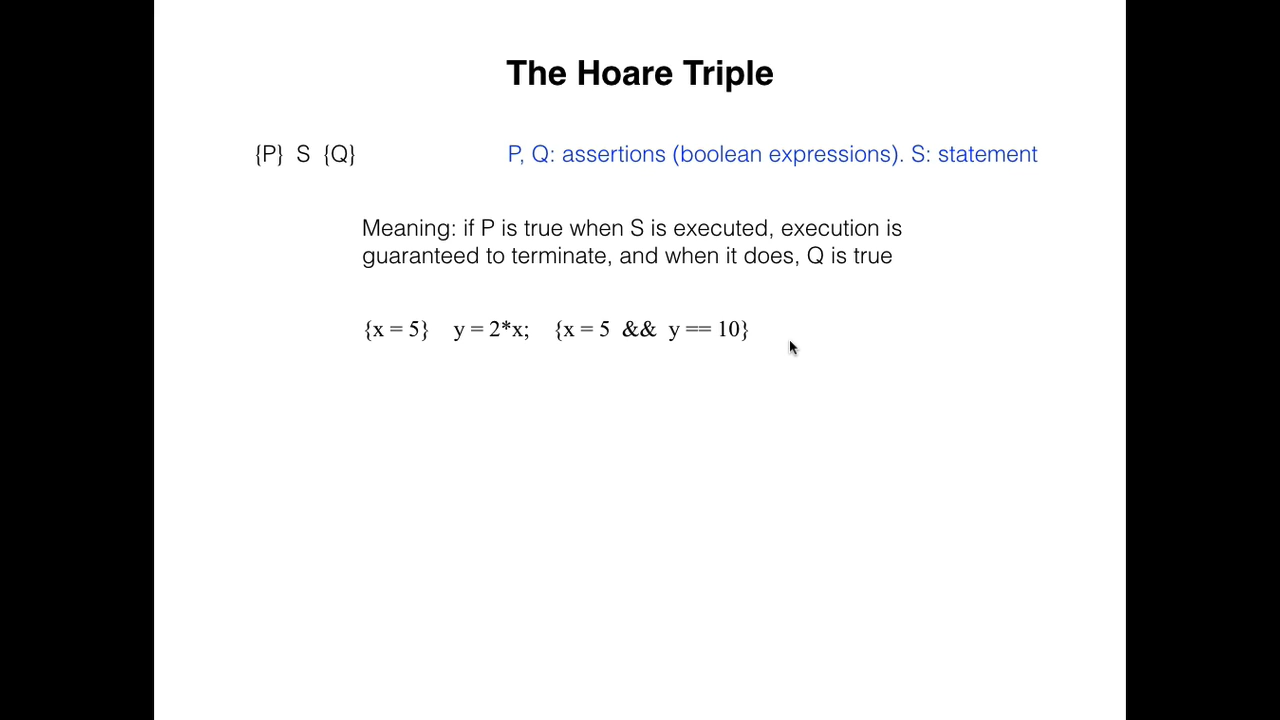 The Hoare Triple
{P} S {Q}
P, Q: assertions (boolean expressions). S: statement
Meaning: if P is true when S is executed, execution is
guaranteed to terminate, and when it does, Q is true
{x = 5} y = 2*x; {x = 5 && y == 10}